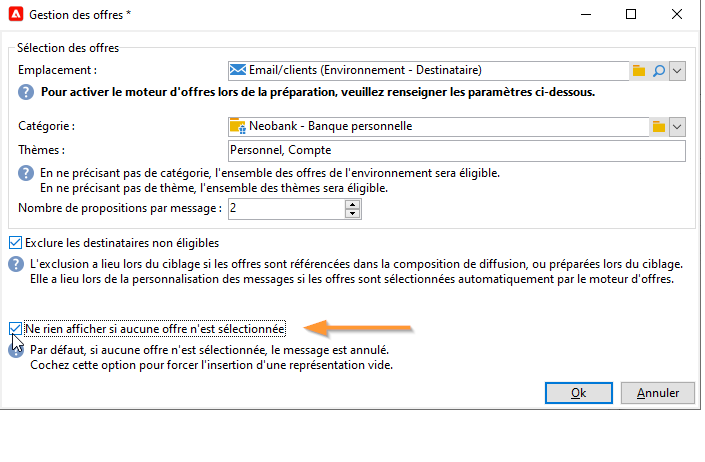 Gestion des offres *
Sélection des offres
Emplacement :
Email/clients (Environnement - Destinataire)
Pour activer le moteur d'offres lors de la préparation, veuillez renseigner les paramètres ci-dessous.
Catégorie :
Neobank - Banque personnelle
Thèmes :
Personnel, Compte
En ne précisant pas de catégorie, l'ensemble des offres de l'environnement sera éligible.
En ne précisant pas de thème, l'ensemble des thèmes sera éligible.
Nombre de propositions par message :
2
Exclure les destinataires non éligibles
L'exclusion a lieu lors du ciblage si les offres sont référencées dans la composition de diffusion, ou préparées lors du ciblage.
Elle a lieu lors de la personnalisation des messages si les offres sont sélectionnées automatiquement par le moteur d'offres.
Ne rien afficher si aucune offre n'est sélectionnée
Par défaut, si aucune offre n'est sélectionnée, le message est annulé.
Cochez cette option pour forcer l'insertion d'une représentation vide.
Ok
Annuler